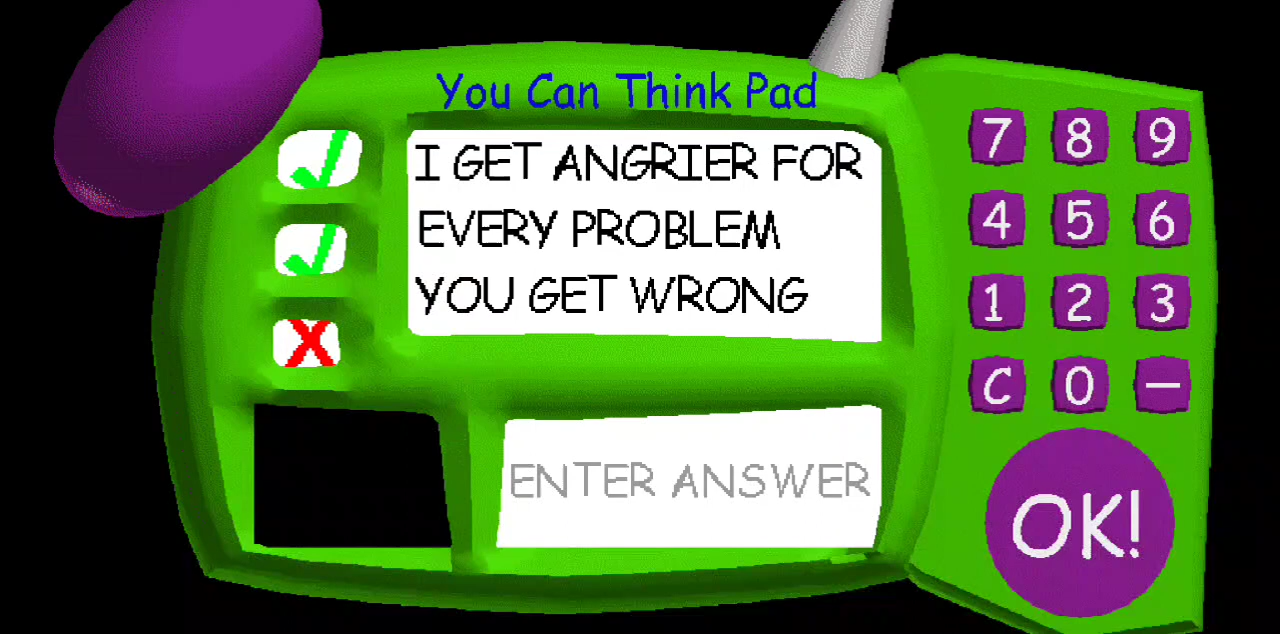 You Can Think Pad
I GET ANGRIER FOR
EVERY PROBLEM
YOU GET WRONG
ENTER ANSWER
7 8 9
4 5 6
1 2 3
C 0 —
OK!